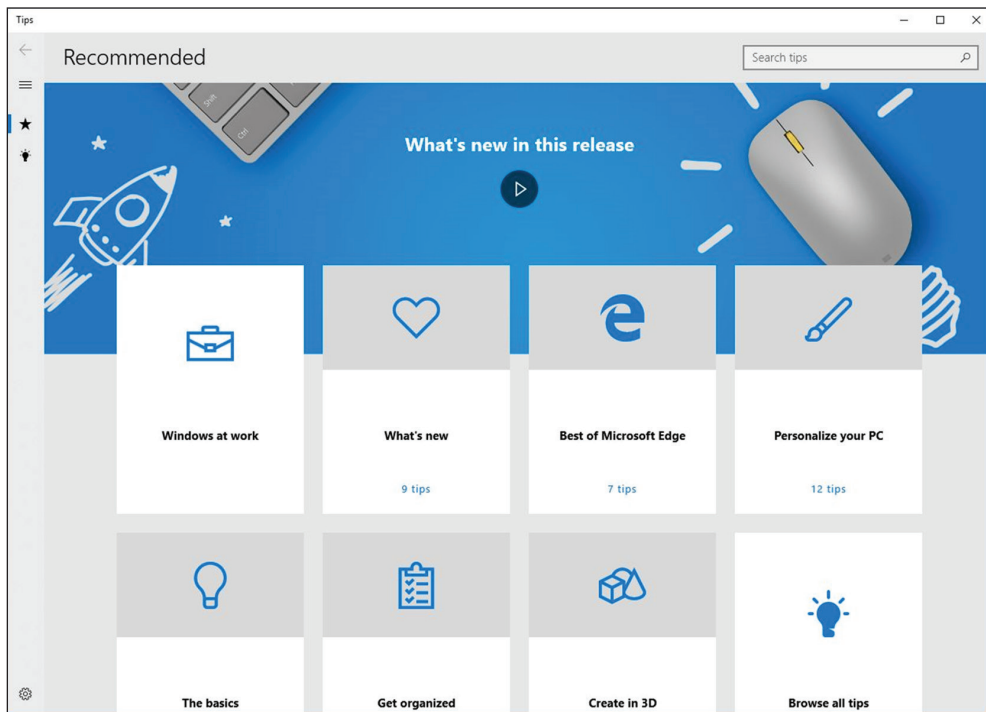 Tips
Recommended
Search tips
Shift
Ctrl
What's new in this release
Windows at work
What's new
Best of Microsoft Edge
Personalize your PC
9 tips
7 tips
12 tips
The basics
Get organized
Create in 3D
Browse all tips